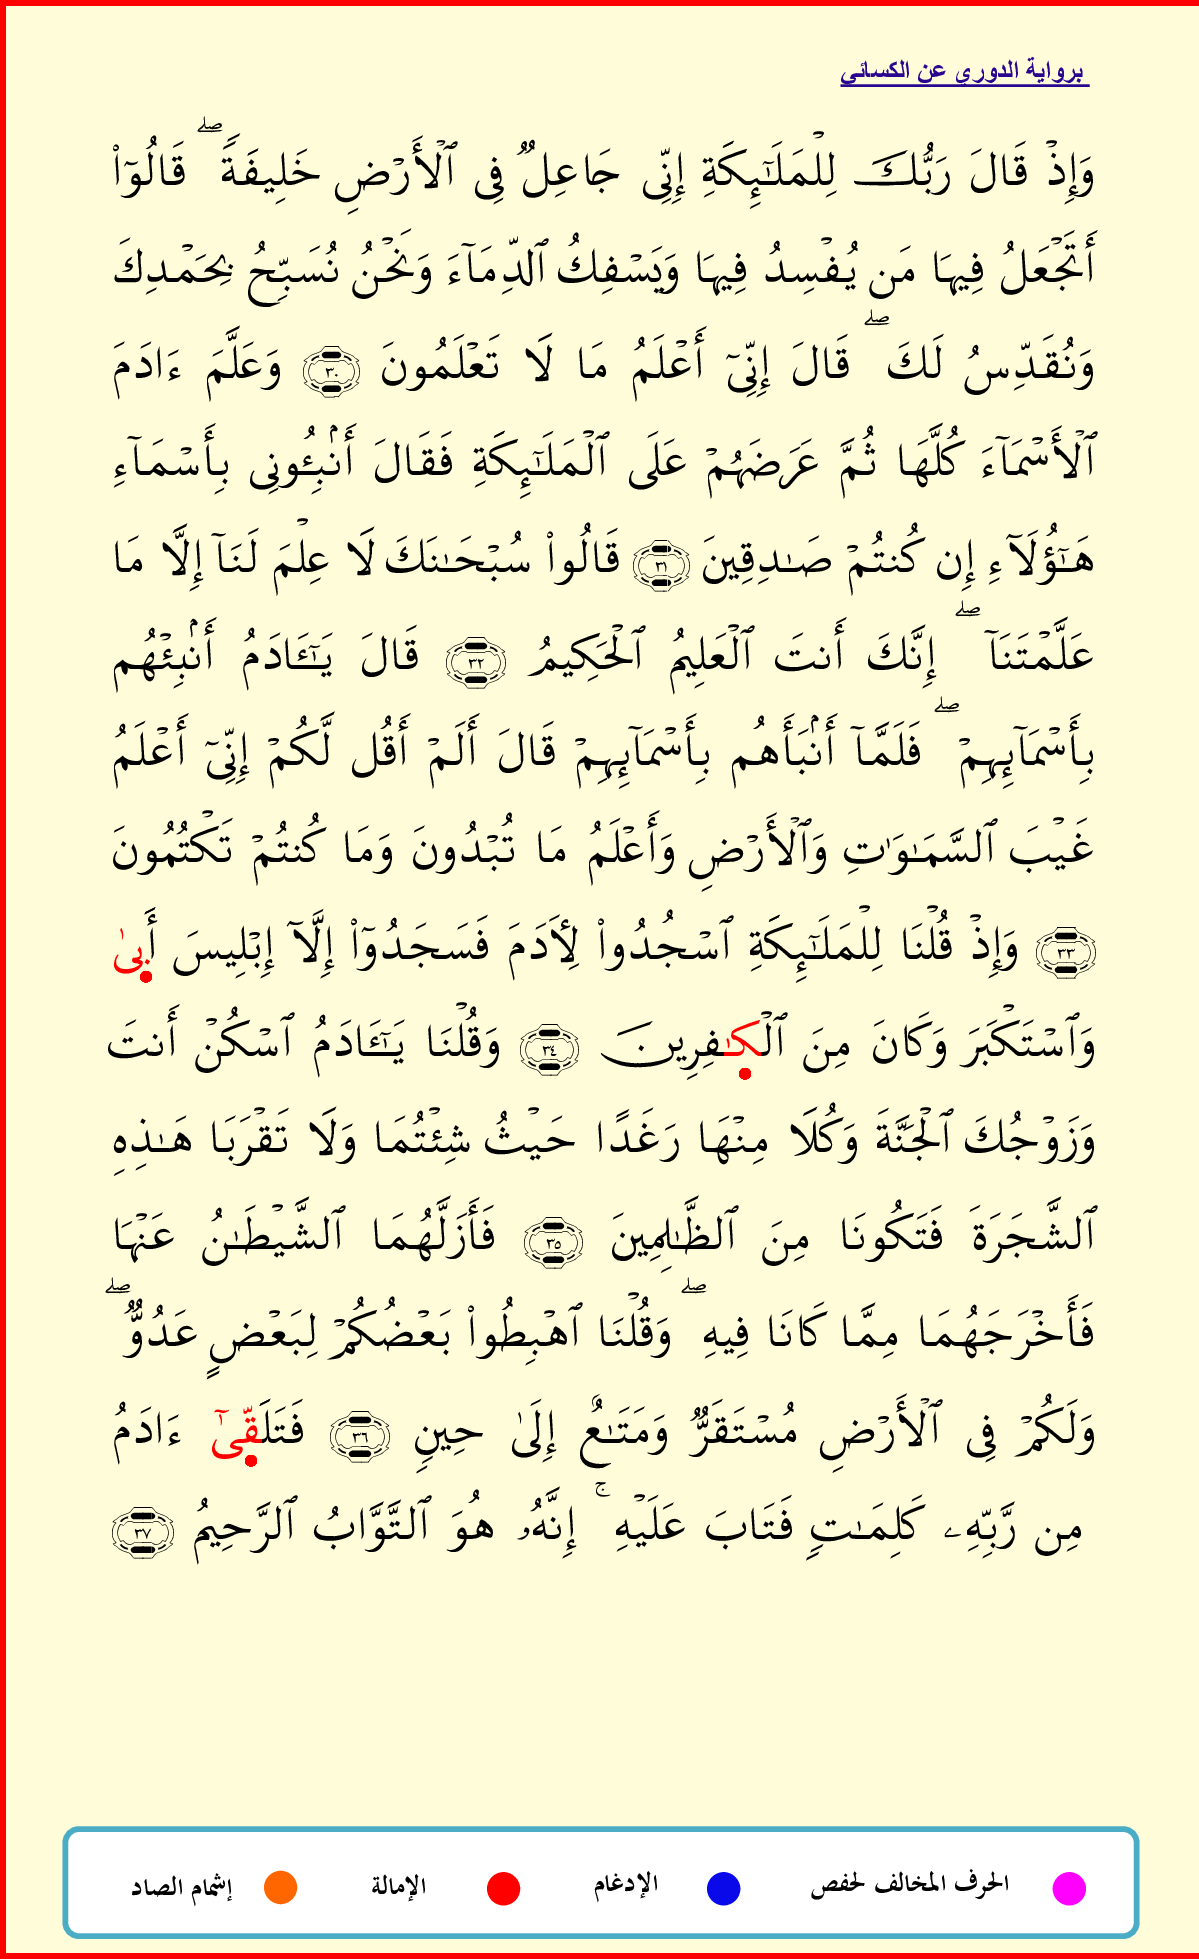 برواية الدوري عن الكسائي
وَإِذْ قَالَ رَبُّكَ لِلْمَلَٰٓئِكَةِ إِنِّى جَاعِلٌ فِى ٱلْأَرْضِ خَلِيفَةً ۖ قَالُوٓا۟
أَتَجْعَلُ فِيهَا مَن يُفْسِدُ فِيهَا وَيَسْفِكُ ٱلدِّمَآءَ وَنَحْنُ نُسَبِّحُ بِحَمْدِكَ
وَنُقَدِّسُ لَكَ ۖ قَالَ إِنِّىٓ أَعْلَمُ مَا لَا تَعْلَمُونَ ٣٠ وَعَلَّمَ ءَادَمَ
ٱلْأَسْمَآءَ كُلَّهَا ثُمَّ عَرَضَهُمْ عَلَى ٱلْمَلَٰٓئِكَةِ فَقَالَ أَنۢبِـُٔونِى بِأَسْمَآءِ
هَٰٓؤُلَآءِ إِن كُنتُمْ صَٰدِقِينَ ٣١ قَالُوا۟ سُبْحَٰنَكَ لَا عِلْمَ لَنَآ إِلَّا مَا
عَلَّمْتَنَآ ۖ إِنَّكَ أَنتَ ٱلْعَلِيمُ ٱلْحَكِيمُ ٣٢ قَالَ يَٰٓـَٔادَمُ أَنۢبِئْهُم
بِأَسْمَآئِهِمْ ۖ فَلَمَّآ أَنۢبَأَهُم بِأَسْمَآئِهِمْ قَالَ أَلَمْ أَقُل لَّكُمْ إِنِّىٓ أَعْلَمُ
غَيْبَ ٱلسَّمَٰوَٰتِ وَٱلْأَرْضِ وَأَعْلَمُ مَا تُبْدُونَ وَمَا كُنتُمْ تَكْتُمُونَ
٣٣ وَإِذْ قُلْنَا لِلْمَلَٰٓئِكَةِ ٱسْجُدُوا۟ لِـَٔادَمَ فَسَجَدُوٓا۟ إِلَّآ إِبْلِيسَ أَبَىٰ
وَٱسْتَكْبَرَ وَكَانَ مِنَ ٱلْكَٰفِرِينَ ٣٤ وَقُلْنَا يَٰٓـَٔادَمُ ٱسْكُنْ أَنتَ
وَزَوْجُكَ ٱلْجَنَّةَ وَكُلَا مِنْهَا رَغَدًا حَيْثُ شِئْتُمَا وَلَا تَقْرَبَا هَٰذِهِ
ٱلشَّجَرَةَ فَتَكُونَا مِنَ ٱلظَّٰلِمِينَ ٣٥ فَأَزَلَّهُمَا ٱلشَّيْطَٰنُ عَنْهَا
فَأَخْرَجَهُمَا مِمَّا كَانَا فِيهِ ۖ وَقُلْنَا ٱهْبِطُوا۟ بَعْضُكُمْ لِبَعْضٍ عَدُوٌّ ۖ
وَلَكُمْ فِى ٱلْأَرْضِ مُسْتَقَرٌّ وَمَتَٰعٌ إِلَىٰ حِينٍ ٣٦ فَتَلَقَّىٰٓ ءَادَمُ
مِن رَّبِّهِۦ كَلِمَٰتٍ فَتَابَ عَلَيْهِ ۚ إِنَّهُۥ هُوَ ٱلتَّوَّابُ ٱلرَّحِيمُ ٣٧
الحرف المخالف لحفص الإدغام الإمالة إشمام الصاد